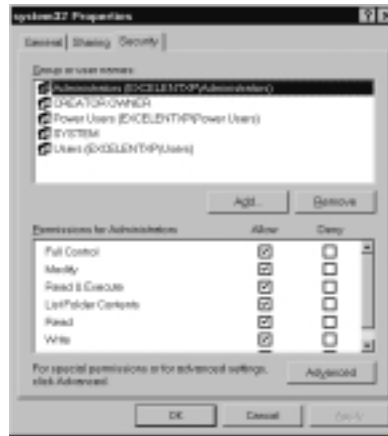 system32 Properties
General Sharing Security
Group or user names:
Administrators (EXCELENTXP\Administrators)
CREATOR OWNER
Power Users (EXCELENTXP\Power Users)
SYSTEM
Users (EXCELENTXP\Users)
Add... Remove
Permissions for Administrators Allow Deny
Full Control
Modify
Read & Execute
List Folder Contents
Read
Write
For special permissions or for advanced settings,
click Advanced.
Advanced
OK Cancel Apply